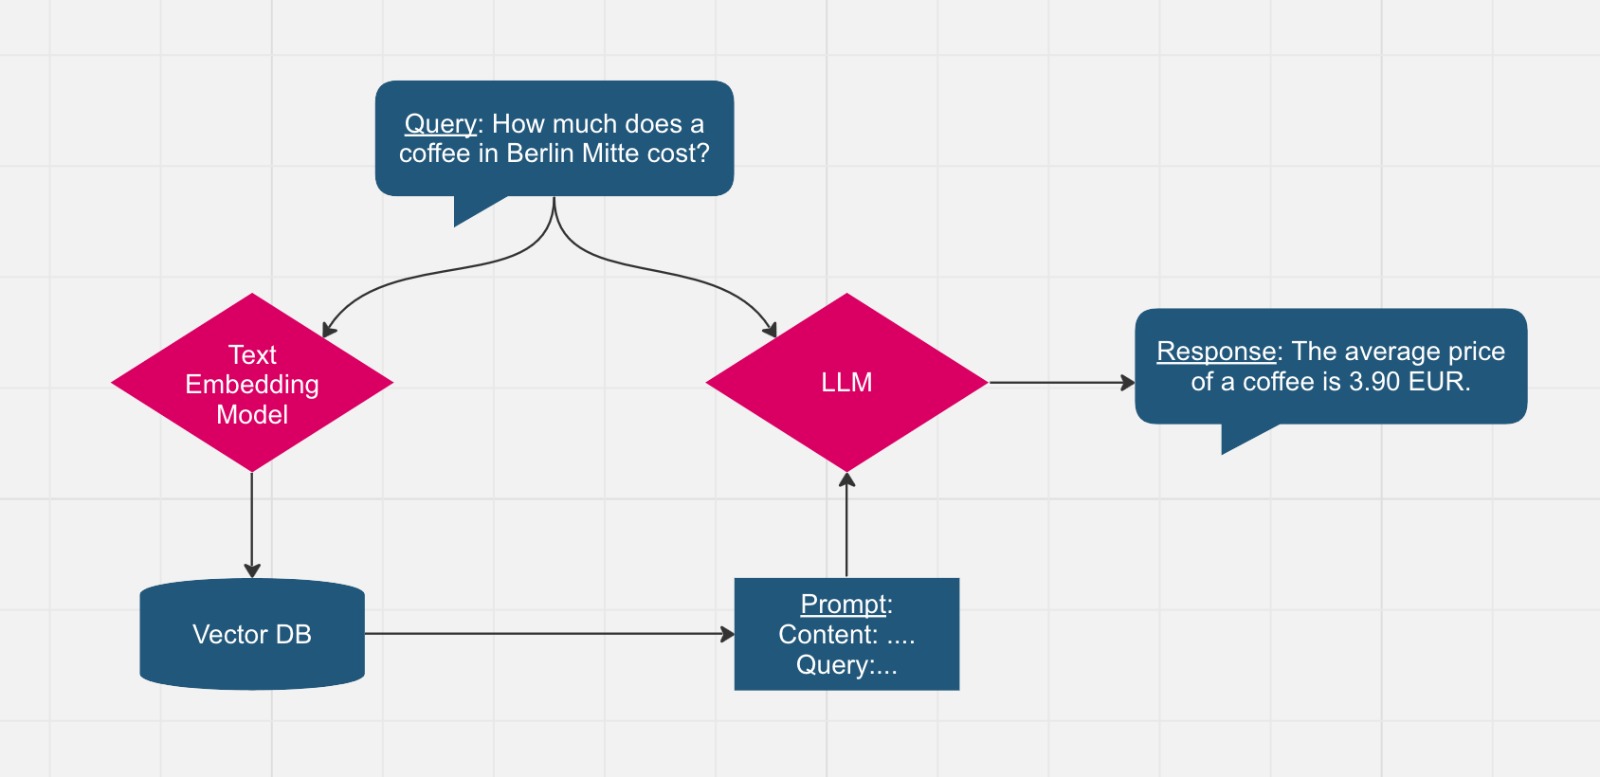 Query: How much does a
coffee in Berlin Mitte cost?
Text
Embedding
Model
LLM
Response: The average price
of a coffee is 3.90 EUR.
Vector DB
Prompt:
Content: ....
Query:...